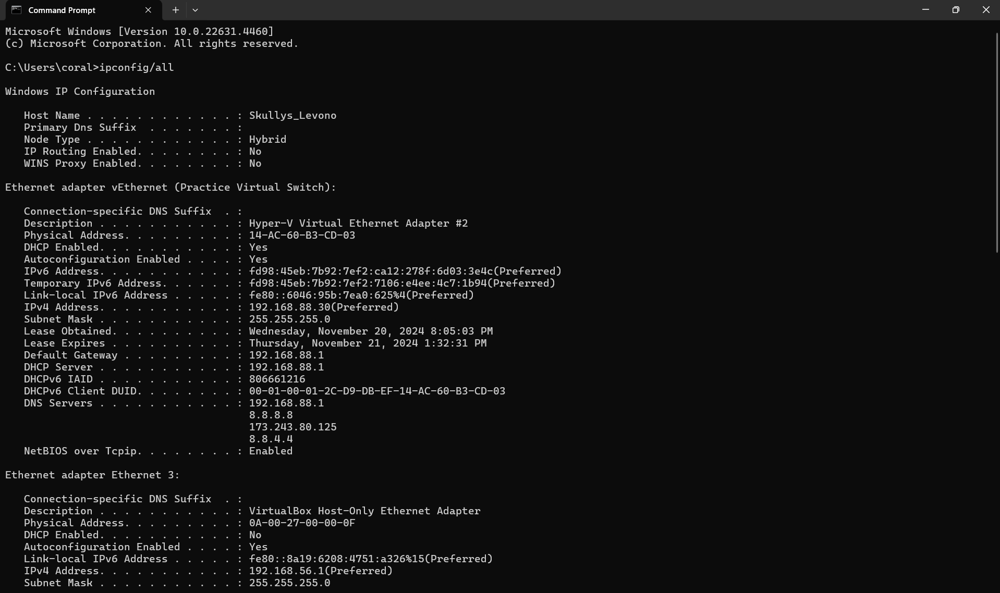 Command Prompt
Microsoft Windows [Version 10.0.22631.4460]
(c) Microsoft Corporation. All rights reserved.
C:\Users\coral>ipconfig/all
Windows IP Configuration
Host Name . . . . . . . . . . . . : Skullys_Levono
Primary Dns Suffix  . . . . . . . :
Node Type . . . . . . . . . . . . : Hybrid
IP Routing Enabled. . . . . . . . : No
WINS Proxy Enabled. . . . . . . . : No
Ethernet adapter vEthernet (Practice Virtual Switch):
Connection-specific DNS Suffix  . :
Description . . . . . . . . . . . : Hyper-V Virtual Ethernet Adapter #2
Physical Address. . . . . . . . . : 14-AC-60-B3-CD-03
DHCP Enabled. . . . . . . . . . . : Yes
Autoconfiguration Enabled . . . . : Yes
IPv6 Address. . . . . . . . . . . : fd98:45eb:7b92:7ef2:ca12:278f:6d03:3e4c(Preferred)
Temporary IPv6 Address. . . . . . : fd98:45eb:7b92:7ef2:7106:e4ee:4c7:1b94(Preferred)
Link-local IPv6 Address . . . . . : fe80::6046:95b:7ea0:625%4(Preferred)
IPv4 Address. . . . . . . . . . . : 192.168.88.30(Preferred)
Subnet Mask . . . . . . . . . . . : 255.255.255.0
Lease Obtained. . . . . . . . . . : Wednesday, November 20, 2024 8:05:03 PM
Lease Expires . . . . . . . . . . : Thursday, November 21, 2024 1:32:31 PM
Default Gateway . . . . . . . . . : 192.168.88.1
DHCP Server . . . . . . . . . . . : 192.168.88.1
DHCPv6 IAID . . . . . . . . . . . : 806661216
DHCPv6 Client DUID. . . . . . . . : 00-01-00-01-2C-D9-DB-EF-14-AC-60-B3-CD-03
DNS Servers . . . . . . . . . . . : 192.168.88.1
8.8.8.8
173.243.80.125
8.8.4.4
NetBIOS over Tcpip. . . . . . . . : Enabled
Ethernet adapter Ethernet 3:
Connection-specific DNS Suffix  . :
Description . . . . . . . . . . . : VirtualBox Host-Only Ethernet Adapter
Physical Address. . . . . . . . . : 0A-00-27-00-00-0F
DHCP Enabled. . . . . . . . . . . : No
Autoconfiguration Enabled . . . . : Yes
Link-local IPv6 Address . . . . . : fe80::8a19:6208:4751:a326%15(Preferred)
IPv4 Address. . . . . . . . . . . : 192.168.56.1(Preferred)
Subnet Mask . . . . . . . . . . . : 255.255.255.0